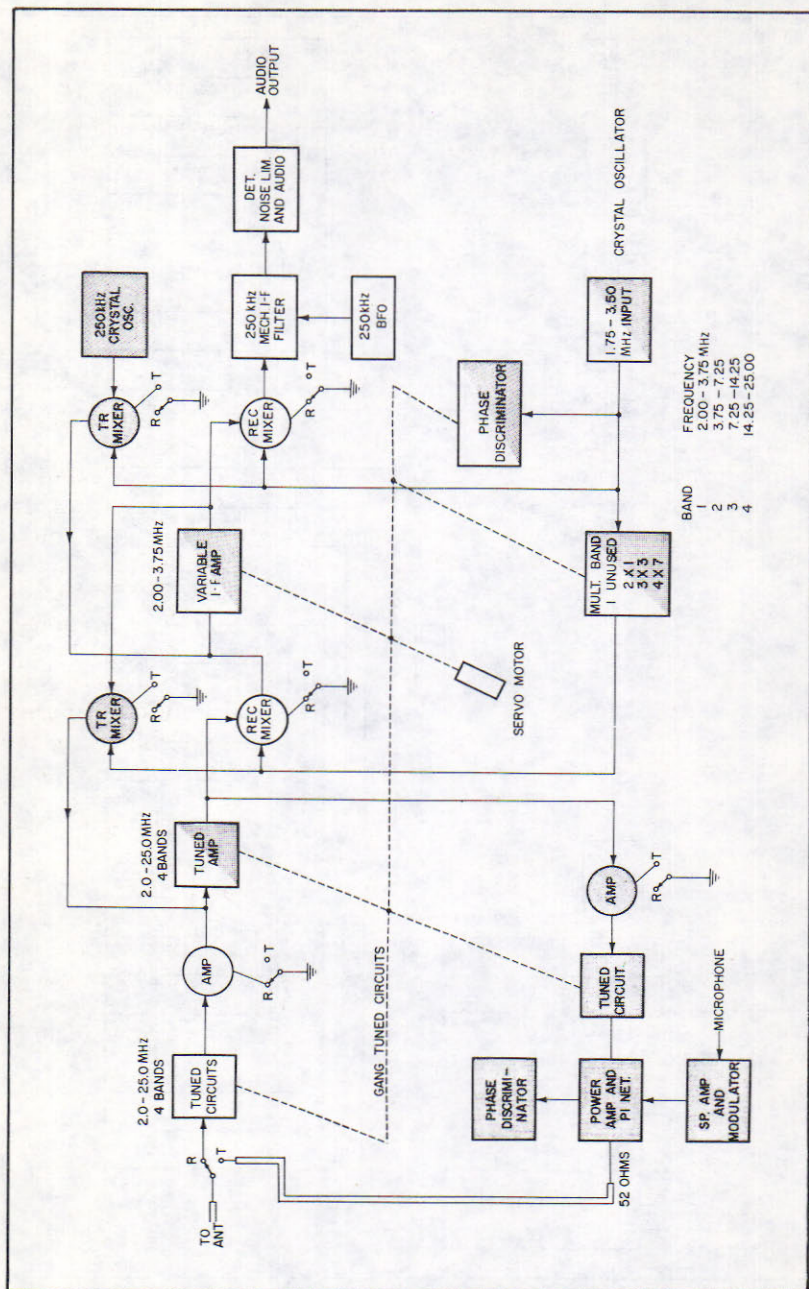 TO
ANT
R
T
2.0-25.0 MHz
4 BANDS
TUNED
CIRCUITS
AMP
R
T
2.0-25.0 MHz
4 BANDS
TUNED
AMP
TR
MIXER
R
T
REC
MIXER
R
T
2.00-3.75 MHz
VARIABLE
I-F AMP
TR
MIXER
R
T
250 kHz
CRYSTAL
OSC.
REC
MIXER
R
T
250 kHz
MECH. I-F
FILTER
250 kHz
BFO
DET.
NOISE LIM.
AND AUDIO
AUDIO
OUTPUT
GANG TUNED CIRCUITS
SERVO MOTOR
PHASE
DISCRIMINATOR
52 OHMS
PHASE
DISCRIMI-
NATOR
POWER
AMP AND
PI NET.
SP. AMP
AND
MODULATOR
MICROPHONE
TUNED
CIRCUIT
AMP
R
T
MULT. BAND
1 UNUSED
2 X 1
3 X 3
4 X 7
1.75-3.50
MHz INPUT
CRYSTAL OSCILLATOR
BAND FREQUENCY
1 2.00-3.75 MHz
2 3.75-7.25
3 7.25-14.25
4 14.25-25.00